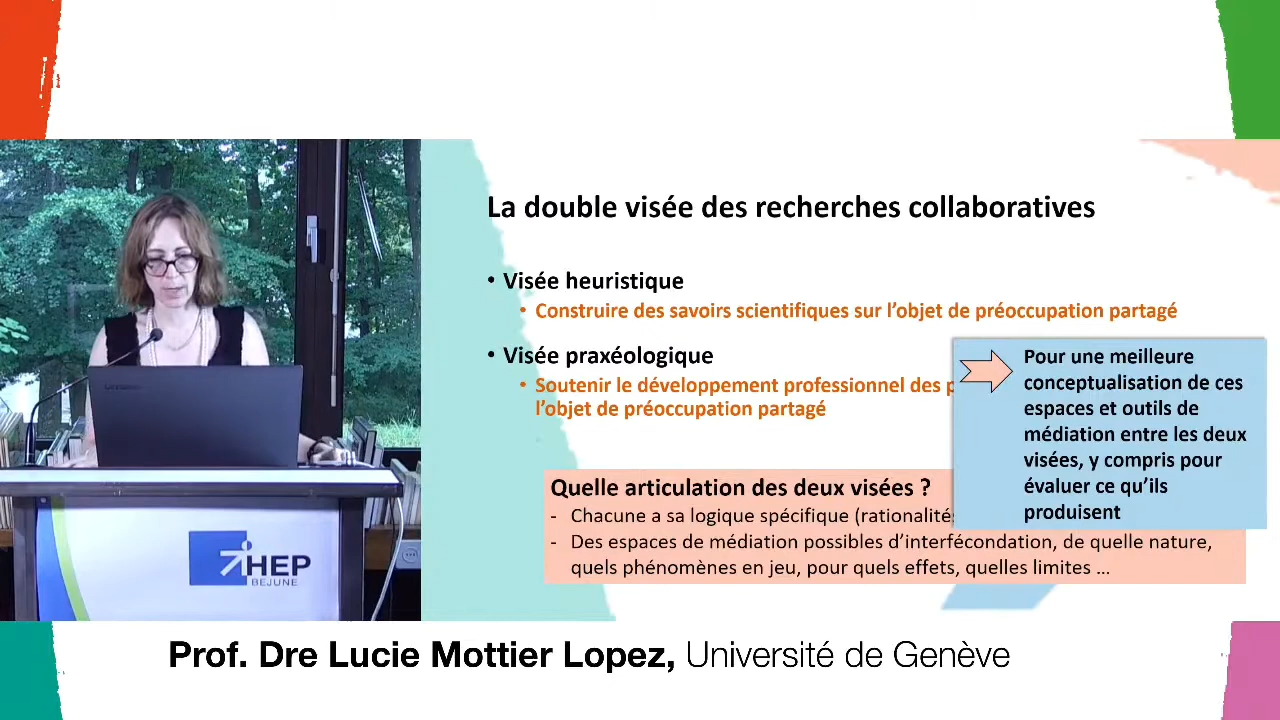 La double visée des recherches collaboratives
• Visée heuristique
• Construire des savoirs scientifiques sur l’objet de préoccupation partagé
• Visée praxéologique
• Soutenir le développement professionnel des
l’objet de préoccupation partagé
Pour une meilleure
conceptualisation de ces
espaces et outils de
médiation entre les deux
visées, y compris pour
évaluer ce qu’ils
produisent
Quelle articulation des deux visées ?
- Chacune a sa logique spécifique (rationalité
- Des espaces de médiation possibles d’interfécondation, de quelle nature,
quels phénomènes en jeu, pour quels effets, quelles limites …
HEP
BEJUNE
Prof. Dre Lucie Mottier Lopez, Université de Genève